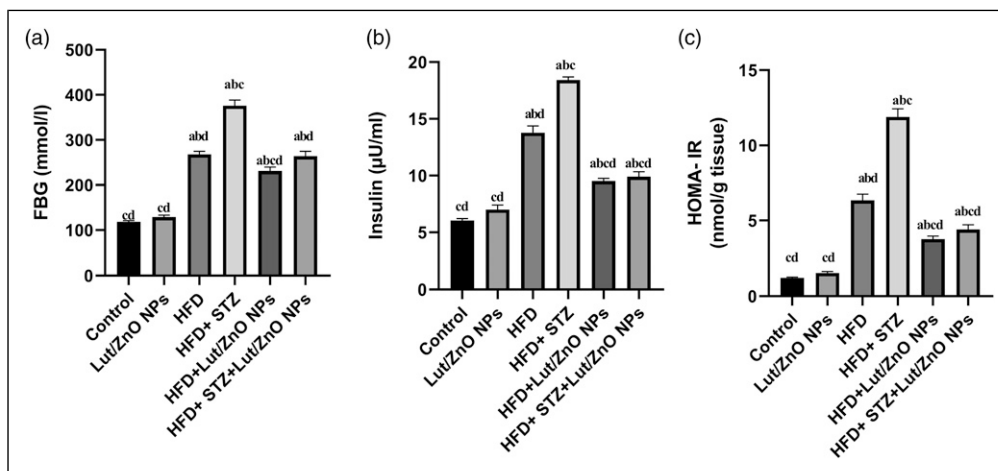 (a)
FBG (mmol/l)
500
400
300
200
100
0
cd
cd
abd
abc
abcd
abd
Control
Lut/ZnO NPs
HFD
HFD+ STZ
HFD+Lut/ZnO NPs
HFD+ STZ+Lut/ZnO NPs
(b)
Insulin (µU/ml)
20
15
10
5
0
cd
cd
abd
abc
abcd
abcd
Control
Lut/ZnO NPs
HFD
HFD+ STZ
HFD+Lut/ZnO NPs
HFD+ STZ+Lut/ZnO NPs
(c)
HOMA- IR
(nmol/g tissue)
15
10
5
0
cd
cd
abd
abc
abcd
abcd
Control
Lut/ZnO NPs
HFD
HFD+ STZ
HFD+Lut/ZnO NPs
HFD+ STZ+Lut/ZnO NPs